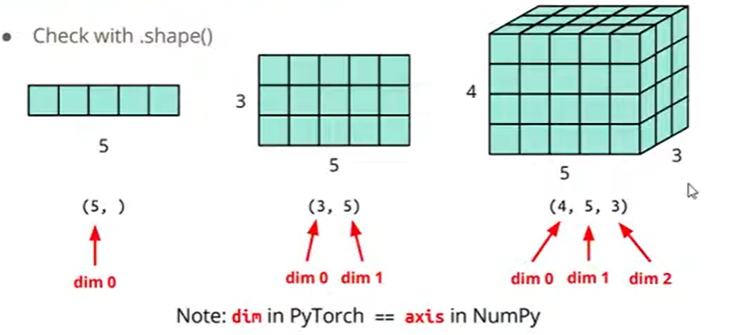 • Check with .shape()
4
3
5
5
5
3
(5, )
(3, 5)
(4, 5, 3)
dim 0
dim 0 dim 1
dim 0 dim 1 dim 2
Note: dim in PyTorch == axis in NumPy